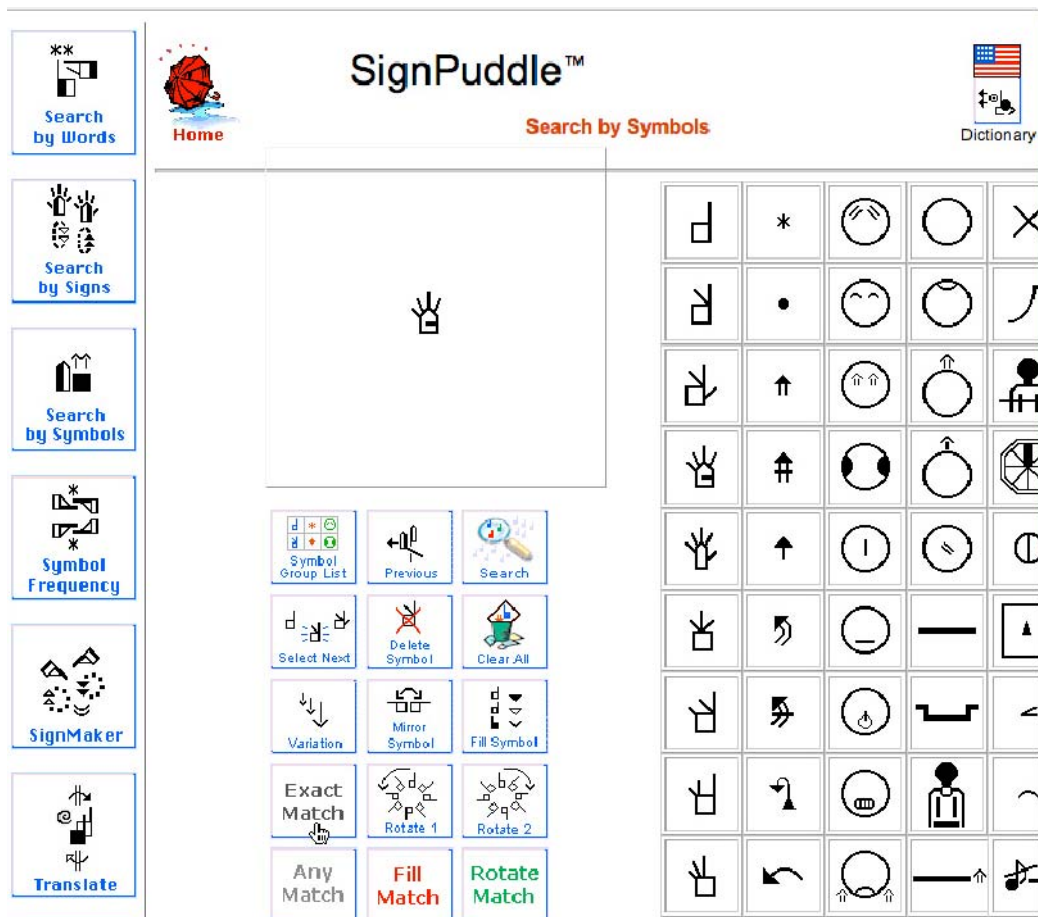 SignPuddle™
Search by Symbols
Home
Dictionary
Search
by Words
Search
by Signs
Search
by Symbols
Symbol
Frequency
SignMaker
Translate
Symbol
Group List
Previous
Search
Select Next
Delete
Symbol
Clear All
Variation
Mirror
Symbol
Fill Symbol
Exact
Match
Rotate 1
Rotate 2
Any
Match
Fill
Match
Rotate
Match